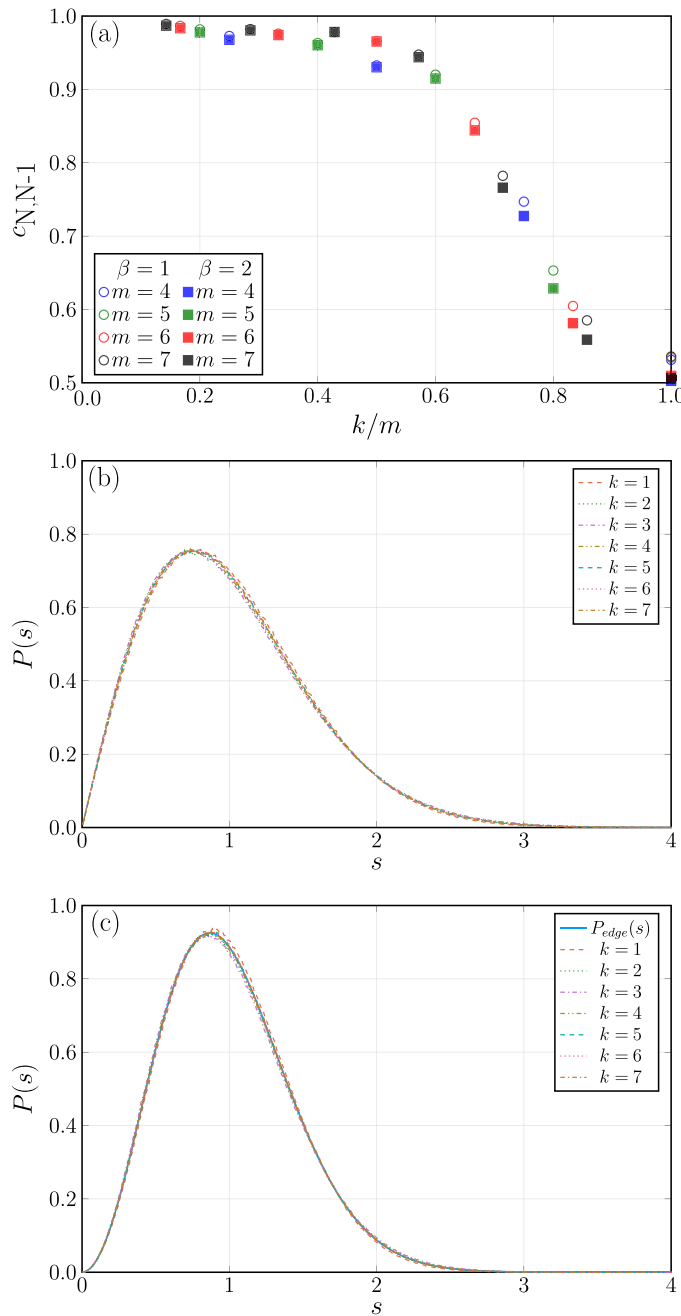 (a)
1.0
0.9
0.8
0.7
0.6
0.5
c_{N,N-1}
β = 1 β = 2
m = 4 m = 4
m = 5 m = 5
m = 6 m = 6
m = 7 m = 7
0.0 0.2 0.4 0.6 0.8 1.0
k/m
(b)
1.0
0.8
0.6
0.4
0.2
0.0
P(s)
k = 1
k = 2
k = 3
k = 4
k = 5
k = 6
k = 7
0 1 2 3 4
s
(c)
1.0
0.8
0.6
0.4
0.2
0.0
P(s)
P_{edge}(s)
k = 1
k = 2
k = 3
k = 4
k = 5
k = 6
k = 7
0 1 2 3 4
s